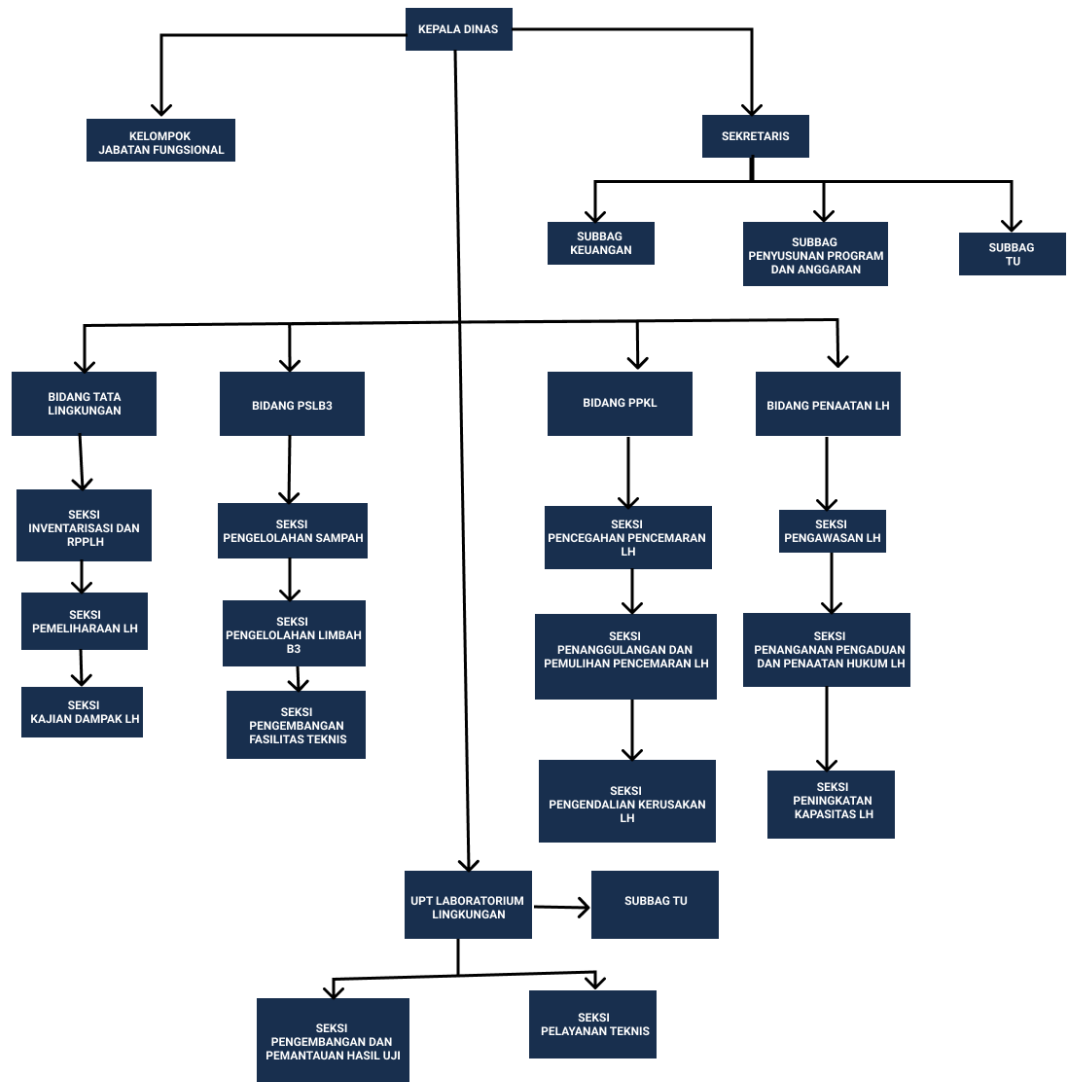 KEPALA DINAS
KELOMPOK
JABATAN FUNGSIONAL
SEKRETARIS
SUBBAG
KEUANGAN
SUBBAG
PENYUSUNAN PROGRAM
DAN ANGGARAN
SUBBAG
TU
BIDANG TATA
LINGKUNGAN
BIDANG PSLB3
BIDANG PPKL
BIDANG PENAATAN LH
SEKSI
INVENTARISASI DAN
RPPLH
SEKSI
PENGELOLAHAN SAMPAH
SEKSI
PENCEGAHAN PENCEMARAN
LH
SEKSI
PENGAWASAN LH
SEKSI
PEMELIHARAAN LH
SEKSI
PENGELOLAHAN LIMBAH
B3
SEKSI
PENANGGULANGAN DAN
PEMULIHAN PENCEMARAN LH
SEKSI
PENANGANAN PENGADUAN
DAN PENAATAN HUKUM LH
SEKSI
KAJIAN DAMPAK LH
SEKSI
PENGEMBANGAN
FASILITAS TEKNIS
SEKSI
PENGENDALIAN KERUSAKAN
LH
SEKSI
PENINGKATAN
KAPASITAS LH
UPT LABORATORIUM
LINGKUNGAN
SUBBAG TU
SEKSI
PENGEMBANGAN DAN
PEMANTAUAN HASIL UJI
SEKSI
PELAYANAN TEKNIS